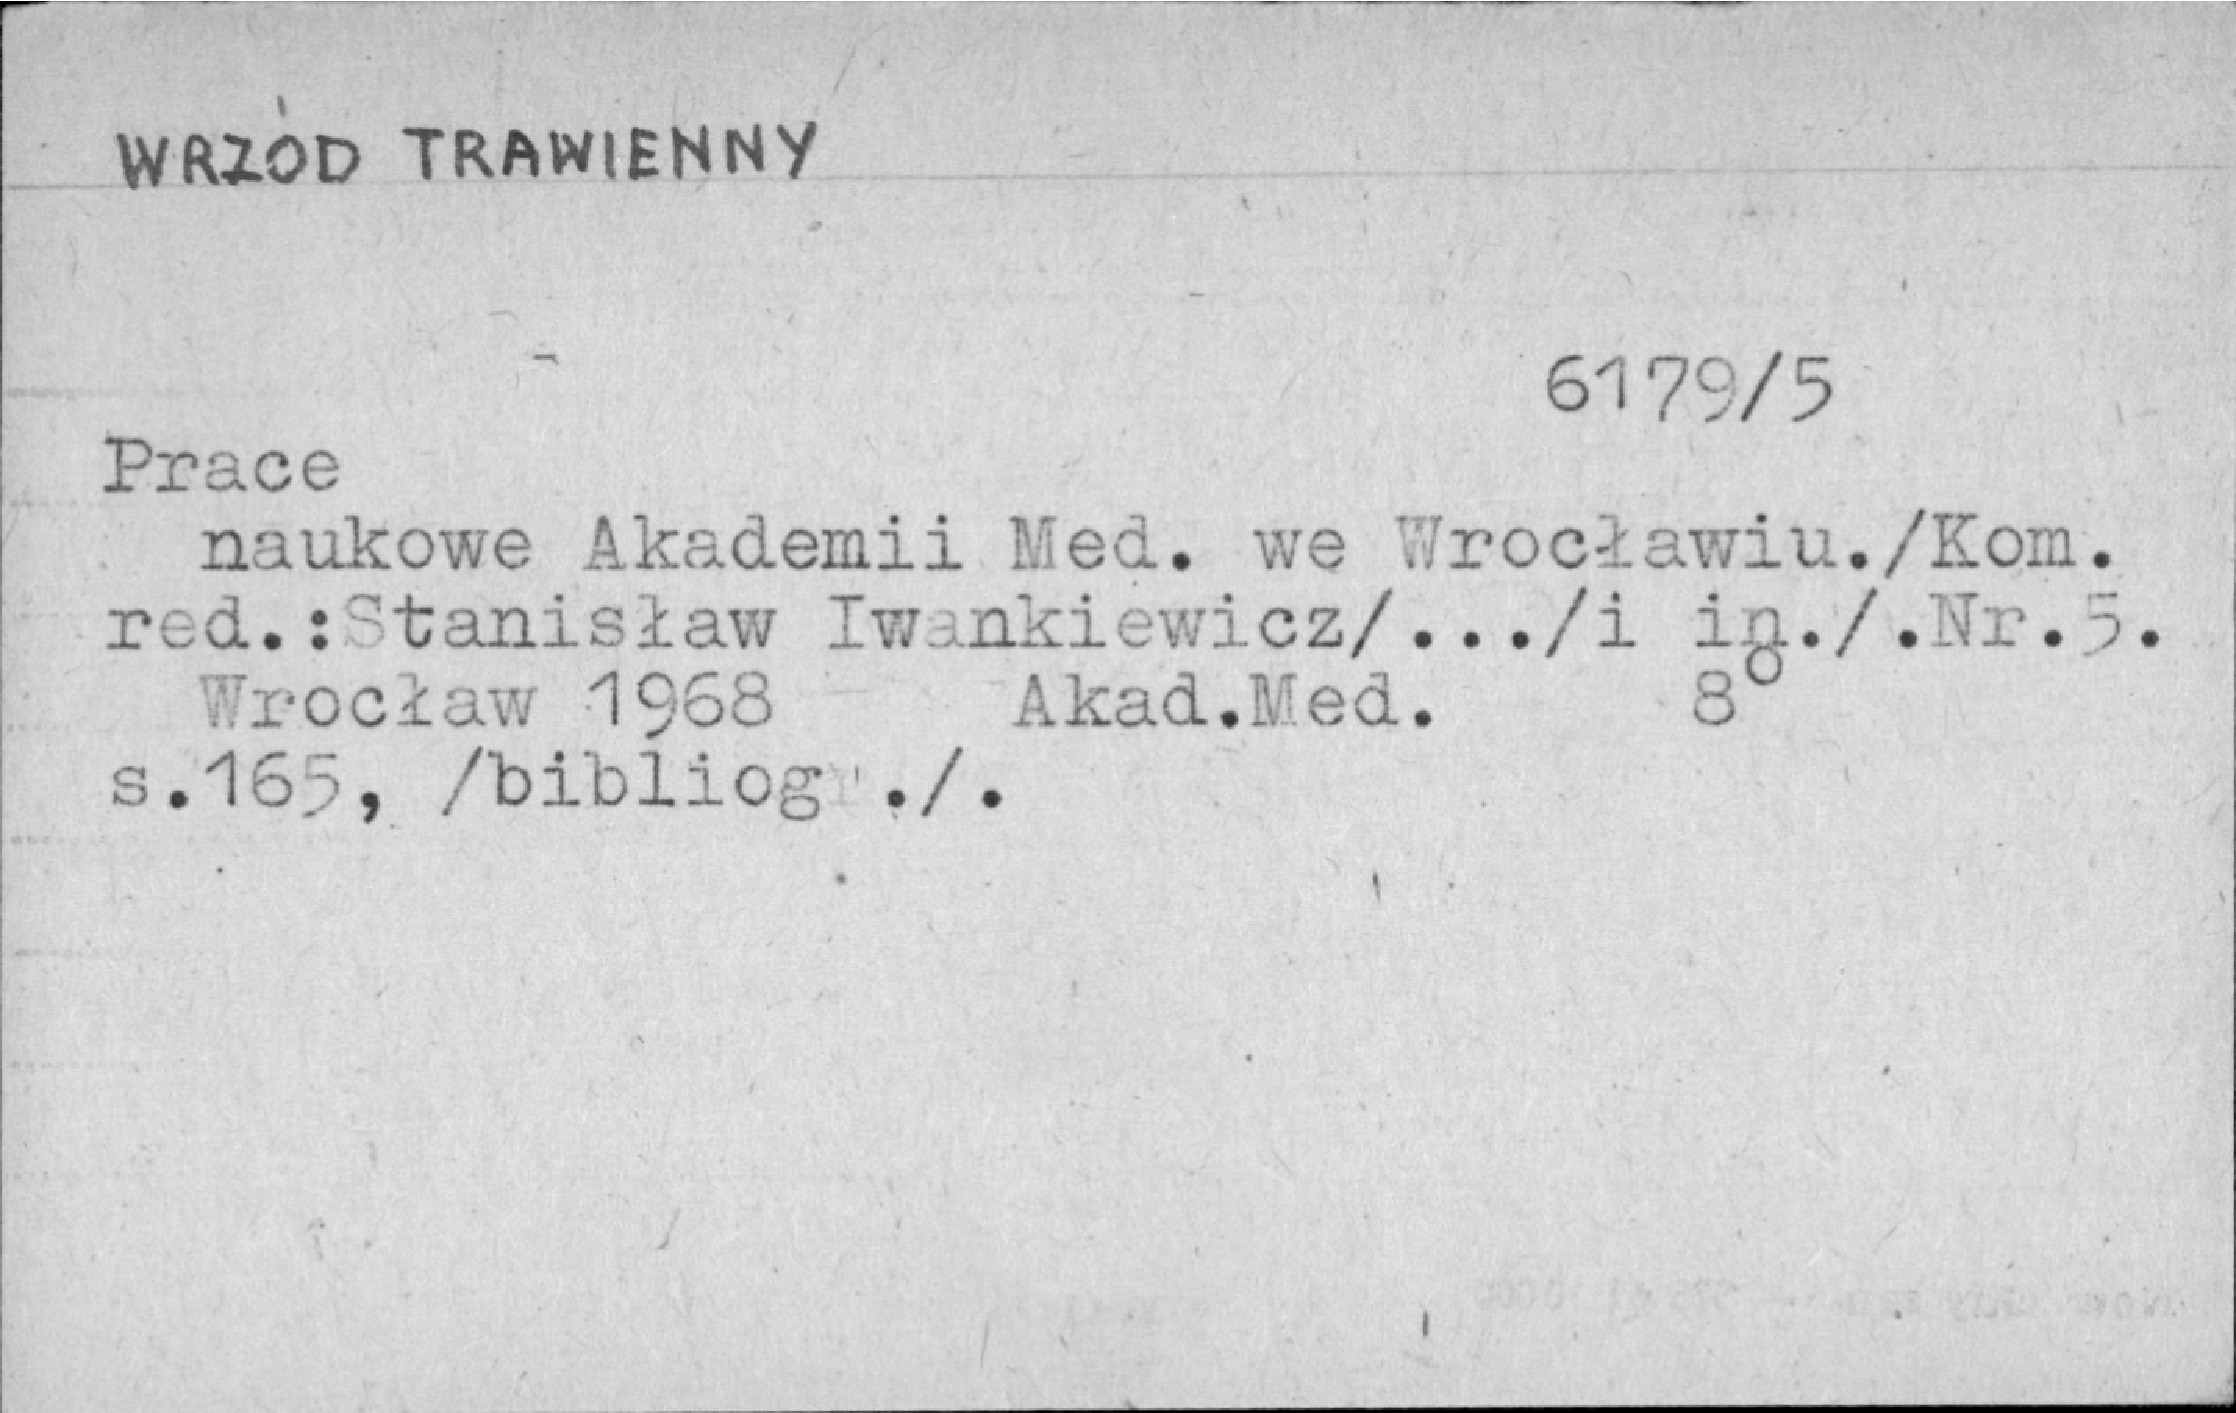 WRZÓD TRAWIENNY
6179/5
Prace
naukowe Akademii Med. we Wrocławiu./Kom.
red.:Stanisław Iwankiewicz/.../i in./.Nr.5.
Wrocław 1968 Akad.Med. 8°
s.165, /bibliogr./.